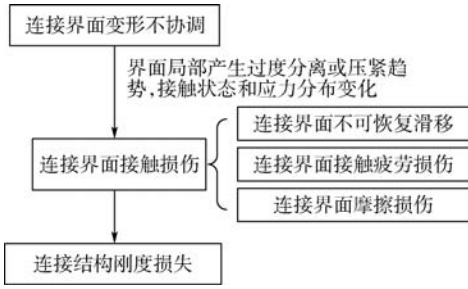 连接界面变形不协调
界面局部产生过度分离或压紧趋
势,接触状态和应力分布变化
连接界面不可恢复滑移
连接界面接触损伤
连接界面接触疲劳损伤
连接界面摩擦损伤
连接结构刚度损失